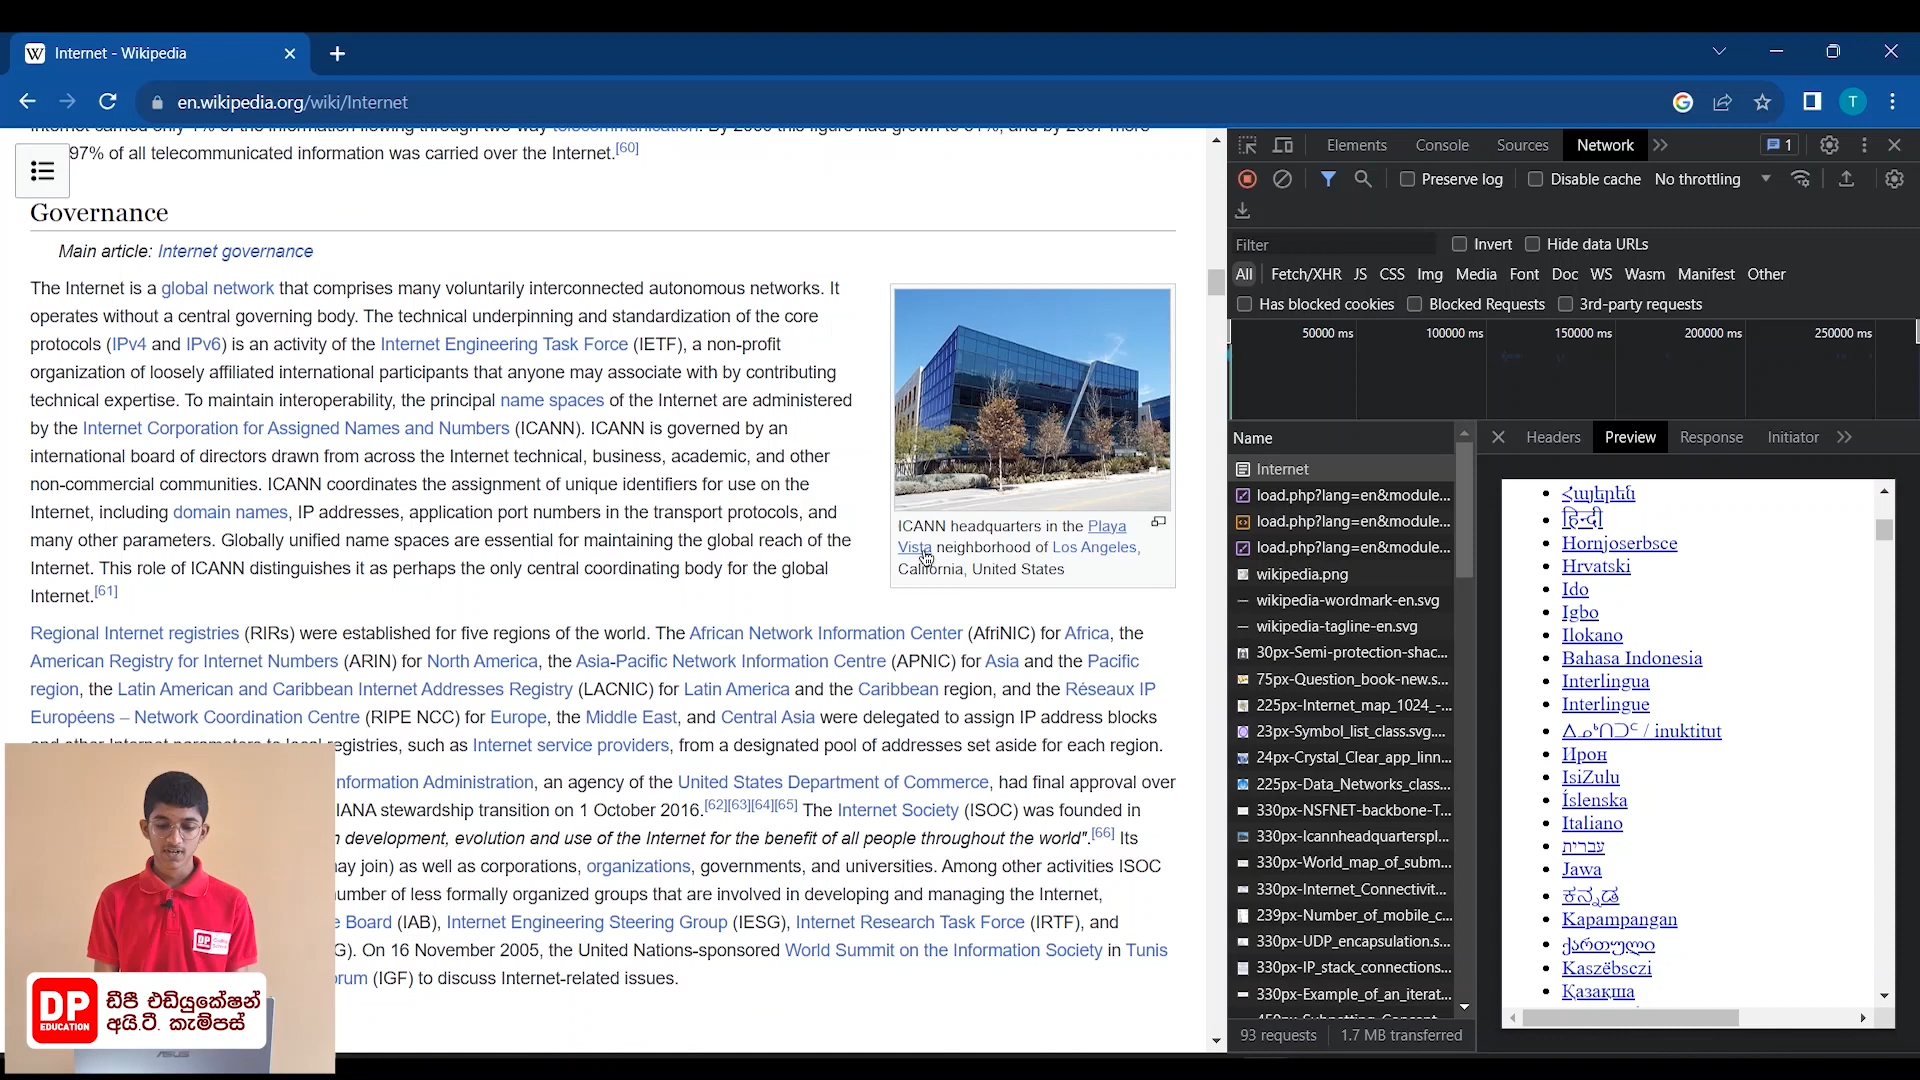 Internet - Wikipedia
en.wikipedia.org/wiki/Internet
T
97% of all telecommunicated information was carried over the Internet.[60]
Governance
Main article: Internet governance
The Internet is a global network that comprises many voluntarily interconnected autonomous networks. It
operates without a central governing body. The technical underpinning and standardization of the core
protocols (IPv4 and IPv6) is an activity of the Internet Engineering Task Force (IETF), a non-profit
organization of loosely affiliated international participants that anyone may associate with by contributing
technical expertise. To maintain interoperability, the principal name spaces of the Internet are administered
by the Internet Corporation for Assigned Names and Numbers (ICANN). ICANN is governed by an
international board of directors drawn from across the Internet technical, business, academic, and other
non-commercial communities. ICANN coordinates the assignment of unique identifiers for use on the
Internet, including domain names, IP addresses, application port numbers in the transport protocols, and
many other parameters. Globally unified name spaces are essential for maintaining the global reach of the
Internet. This role of ICANN distinguishes it as perhaps the only central coordinating body for the global
Internet.[61]
ICANN headquarters in the Playa
Vista neighborhood of Los Angeles,
California, United States
Regional Internet registries (RIRs) were established for five regions of the world. The African Network Information Center (AfriNIC) for Africa, the
American Registry for Internet Numbers (ARIN) for North America, the Asia-Pacific Network Information Centre (APNIC) for Asia and the Pacific
region, the Latin American and Caribbean Internet Addresses Registry (LACNIC) for Latin America and the Caribbean region, and the Réseaux IP
Européens – Network Coordination Centre (RIPE NCC) for Europe, the Middle East, and Central Asia were delegated to assign IP address blocks
and other Internet parameters to local registries, such as Internet service providers, from a designated pool of addresses set aside for each region.
nformation Administration, an agency of the United States Department of Commerce, had final approval over
IANA stewardship transition on 1 October 2016.[62][63][64][65] The Internet Society (ISOC) was founded in
n development, evolution and use of the Internet for the benefit of all people throughout the world".[66] Its
ay join) as well as corporations, organizations, governments, and universities. Among other activities ISOC
umber of less formally organized groups that are involved in developing and managing the Internet,
e Board (IAB), Internet Engineering Steering Group (IESG), Internet Research Task Force (IRTF), and
G). On 16 November 2005, the United Nations-sponsored World Summit on the Information Society in Tunis
orum (IGF) to discuss Internet-related issues.
DP
EDUCATION
ඩීපී එඩියුකේෂන්
අයි.ටී. කැම්පස්
ASUS
Elements Console Sources Network 1
Preserve log Disable cache No throttling
Filter Invert Hide data URLs
All Fetch/XHR JS CSS Img Media Font Doc WS Wasm Manifest Other
Has blocked cookies Blocked Requests 3rd-party requests
50000 ms 100000 ms 150000 ms 200000 ms 250000 ms
Name
Internet
load.php?lang=en&module...
load.php?lang=en&module...
load.php?lang=en&module...
wikipedia.png
wikipedia-wordmark-en.svg
wikipedia-tagline-en.svg
30px-Semi-protection-shac...
75px-Question_book-new.s...
225px-Internet_map_1024_-...
23px-Symbol_list_class.svg....
24px-Crystal_Clear_app_linn...
225px-Data_Networks_class...
330px-NSFNET-backbone-T...
330px-Icannheadquarterspl...
330px-World_map_of_subm...
330px-Internet_Connectivit...
239px-Number_of_mobile_c...
330px-UDP_encapsulation.s...
330px-IP_stack_connections...
330px-Example_of_an_iterat...
93 requests 1.7 MB transferred
Headers Preview Response Initiator
Հայերեն
हिन्दी
Hornjoserbsce
Hrvatski
Ido
Igbo
Ilokano
Bahasa Indonesia
Interlingua
Interlingue
ᐃᓄᒃᑎᑐᑦ / inuktitut
Ирон
IsiZulu
Íslenska
Italiano
עברית
Jawa
ಕನ್ನಡ
Kapampangan
ქართული
Kaszëbsczi
Қазақша